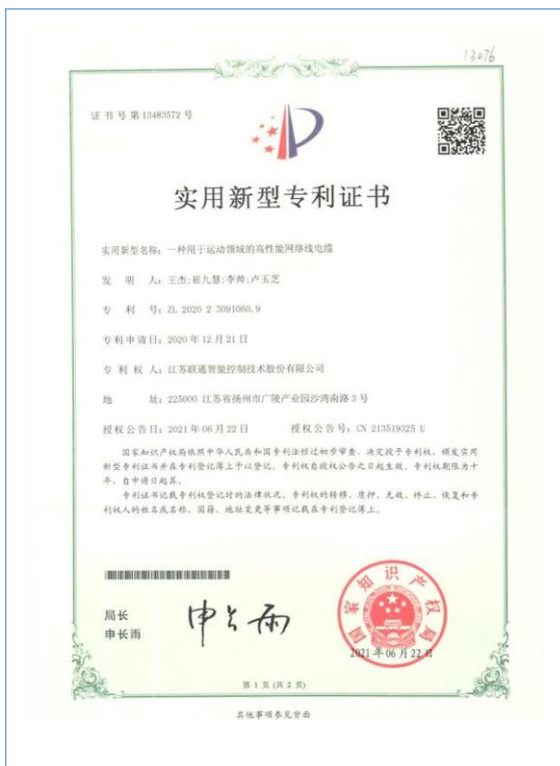 13076
证书号第13483572号
实用新型专利证书
实用新型名称：一种用于运动领域的高性能网络线电缆
发 明 人：王杰;崔九慧;李帅;卢玉芝
专 利 号：ZL 2020 2 3091060.9
专利申请日：2020年12月21日
专 利 权 人：江苏联通智能控制技术股份有限公司
地 址：225000 江苏省扬州市广陵产业园沙湾南路3号
授权公告日：2021年06月22日 授权公告号：CN 213519325 U
国家知识产权局依照中华人民共和国专利法经过初步审查，决定授予专利权，颁发实用
新型专利证书并在专利登记簿上予以登记。专利权自授权公告之日起生效。专利权期限为十
年，自申请日起算。
专利证书记载专利权登记时的法律状况。专利权的转移、质押、无效、终止、恢复和专
利权人的姓名或名称、国籍、地址变更等事项记载在专利登记簿上。
局长
申长雨
申长雨
国家知识产权局
2021年06月22日
第 1 页 (共 2 页)
其他事项参见背面